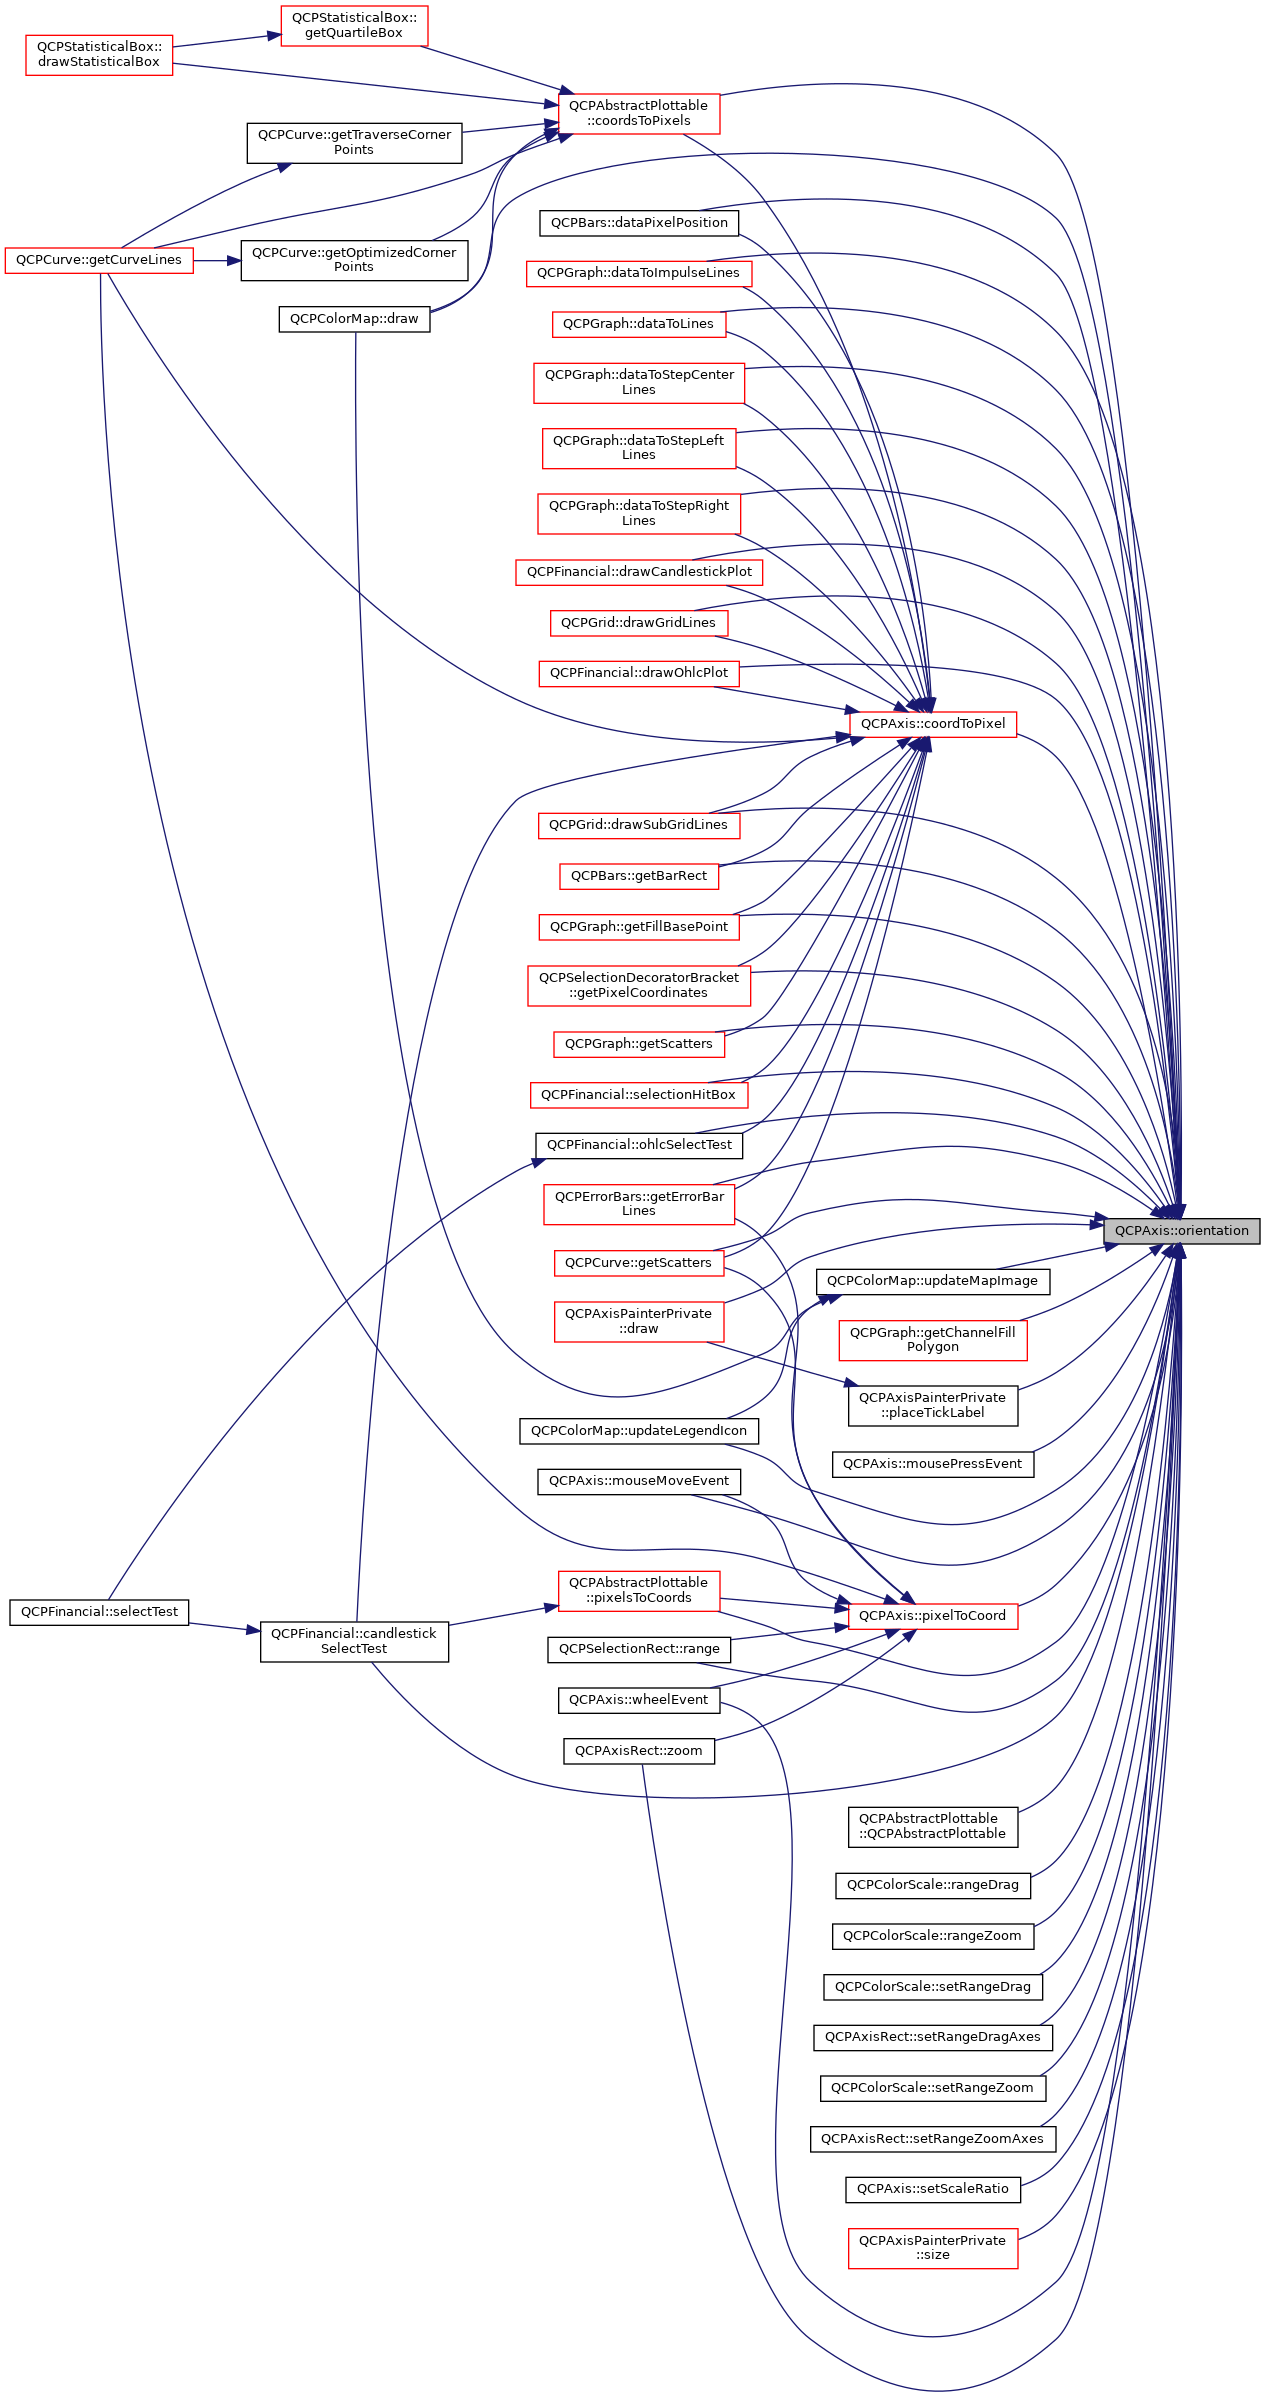 QCPStatisticalBox::
getQuartileBox
QCPStatisticalBox::
drawStatisticalBox
QCPAbstractPlottable
::coordsToPixels
QCPCurve::getTraverseCorner
Points
QCPBars::dataPixelPosition
QCPCurve::getCurveLines
QCPCurve::getOptimizedCorner
Points
QCPGraph::dataToImpulseLines
QCPColorMap::draw
QCPGraph::dataToLines
QCPGraph::dataToStepCenter
Lines
QCPGraph::dataToStepLeft
Lines
QCPGraph::dataToStepRight
Lines
QCPFinancial::drawCandlestickPlot
QCPGrid::drawGridLines
QCPFinancial::drawOhlcPlot
QCPAxis::coordToPixel
QCPGrid::drawSubGridLines
QCPBars::getBarRect
QCPGraph::getFillBasePoint
QCPSelectionDecoratorBracket
::getPixelCoordinates
QCPGraph::getScatters
QCPFinancial::selectionHitBox
QCPFinancial::ohlcSelectTest
QCPErrorBars::getErrorBar
Lines
QCPAxis::orientation
QCPCurve::getScatters
QCPColorMap::updateMapImage
QCPAxisPainterPrivate
::draw
QCPGraph::getChannelFill
Polygon
QCPAxisPainterPrivate
::placeTickLabel
QCPColorMap::updateLegendIcon
QCPAxis::mousePressEvent
QCPAxis::mouseMoveEvent
QCPAbstractPlottable
::pixelsToCoords
QCPFinancial::selectTest
QCPAxis::pixelToCoord
QCPFinancial::candlestick
SelectTest
QCPSelectionRect::range
QCPAxis::wheelEvent
QCPAxisRect::zoom
QCPAbstractPlottable
::QCPAbstractPlottable
QCPColorScale::rangeDrag
QCPColorScale::rangeZoom
QCPColorScale::setRangeDrag
QCPAxisRect::setRangeDragAxes
QCPColorScale::setRangeZoom
QCPAxisRect::setRangeZoomAxes
QCPAxis::setScaleRatio
QCPAxisPainterPrivate
::size